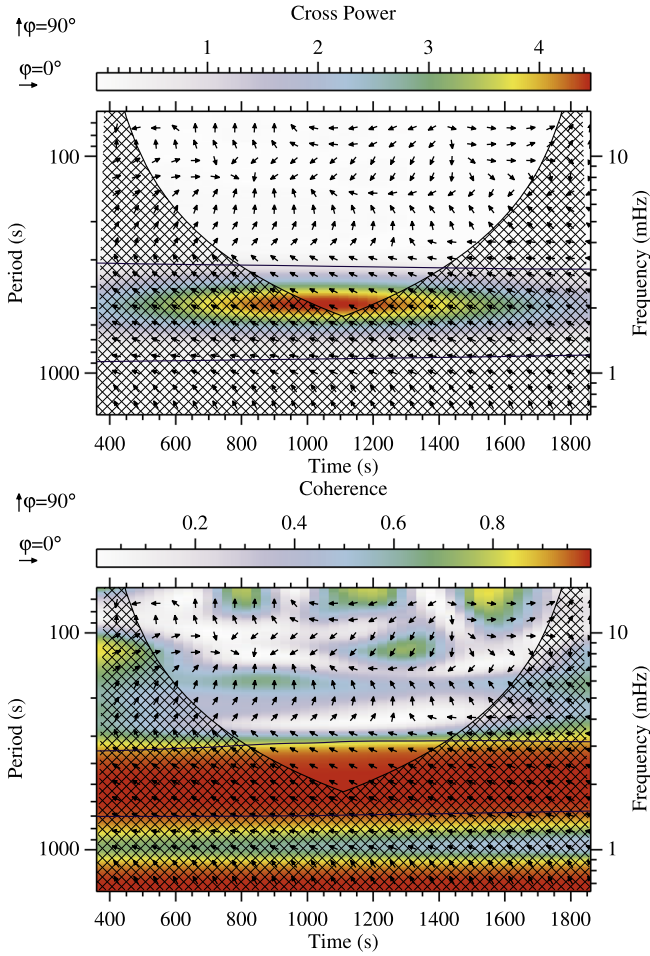 Cross Power
↑φ=90°
1 2 3 4
φ=0°
→
100 10
Period (s)
Frequency (mHz)
1000 1
400 600 800 1000 1200 1400 1600 1800
Time (s)
Coherence
↑φ=90°
0.2 0.4 0.6 0.8
φ=0°
→
100 10
Period (s)
Frequency (mHz)
1000 1
400 600 800 1000 1200 1400 1600 1800
Time (s)